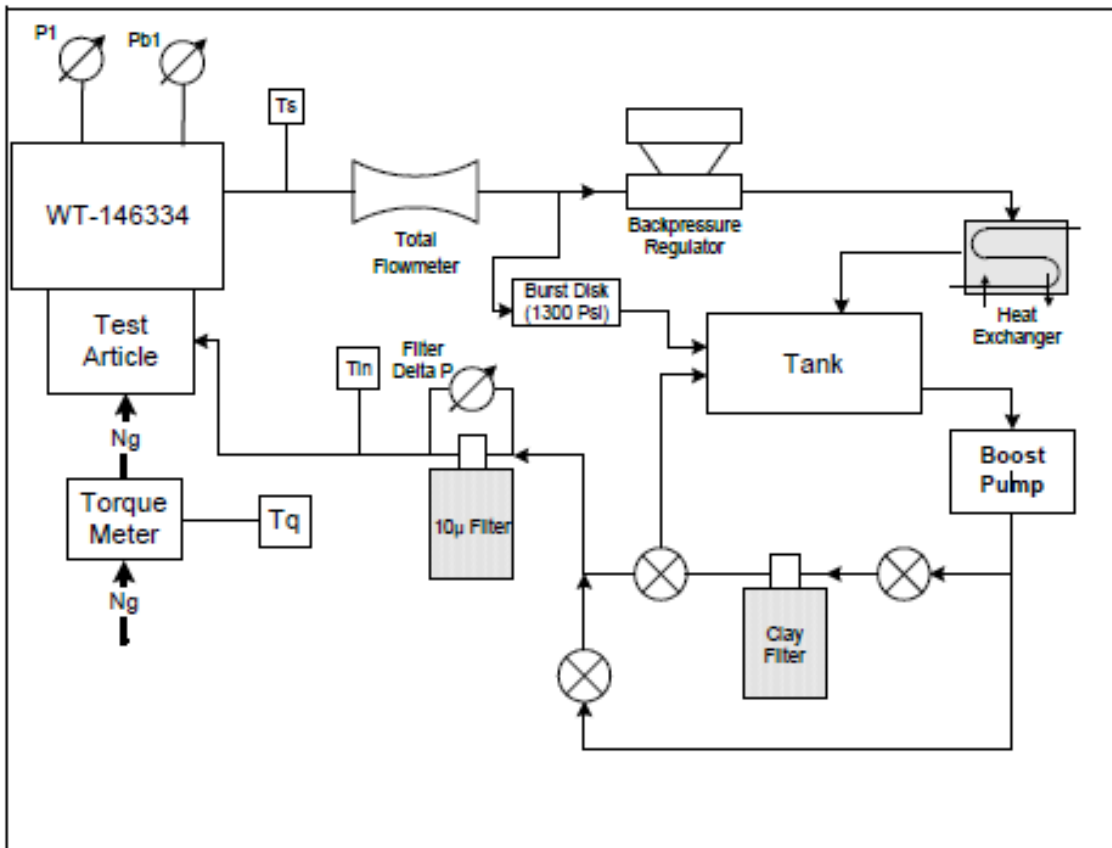 P1
Pb1
Ts
WT-146334
Total
Flowmeter
Backpressure
Regulator
Burst Disk
(1300 Psi)
Heat
Exchanger
Test
Article
Tin
Filter
Delta P
Tank
Ng
Boost
Pump
Torque
Meter
Tq
10µ Filter
Ng
Clay
Filter